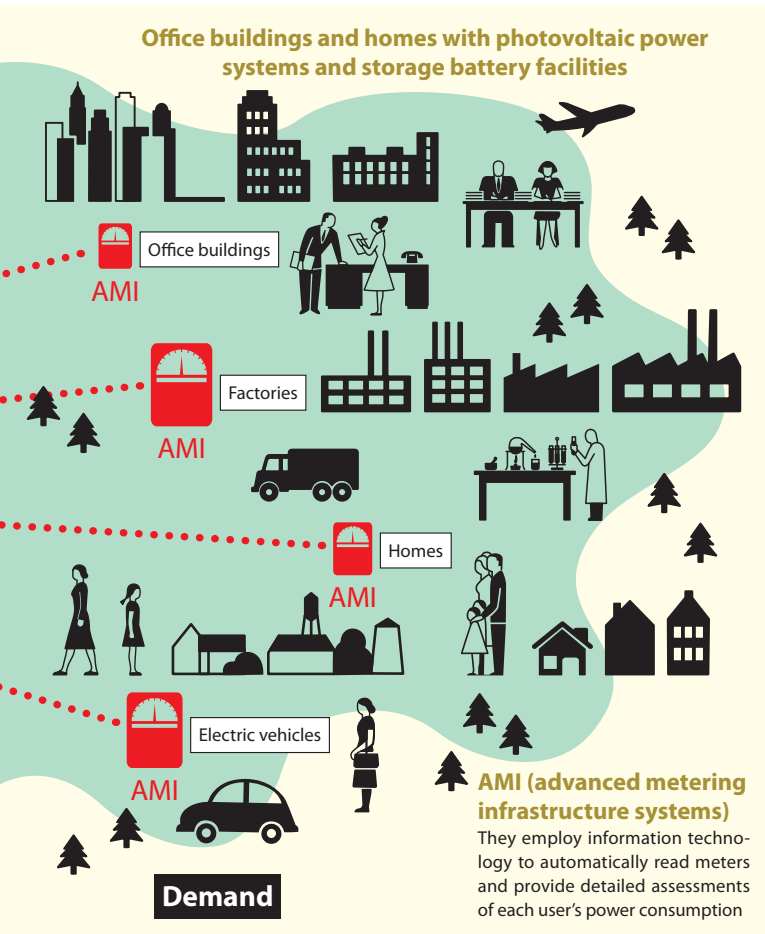 Office buildings and homes with photovoltaic power
systems and storage battery facilities
Office buildings
AMI
Factories
AMI
Homes
AMI
Electric vehicles
AMI
AMI (advanced metering
infrastructure systems)
They employ information techno-
logy to automatically read meters
and provide detailed assessments
of each user’s power consumption
Demand